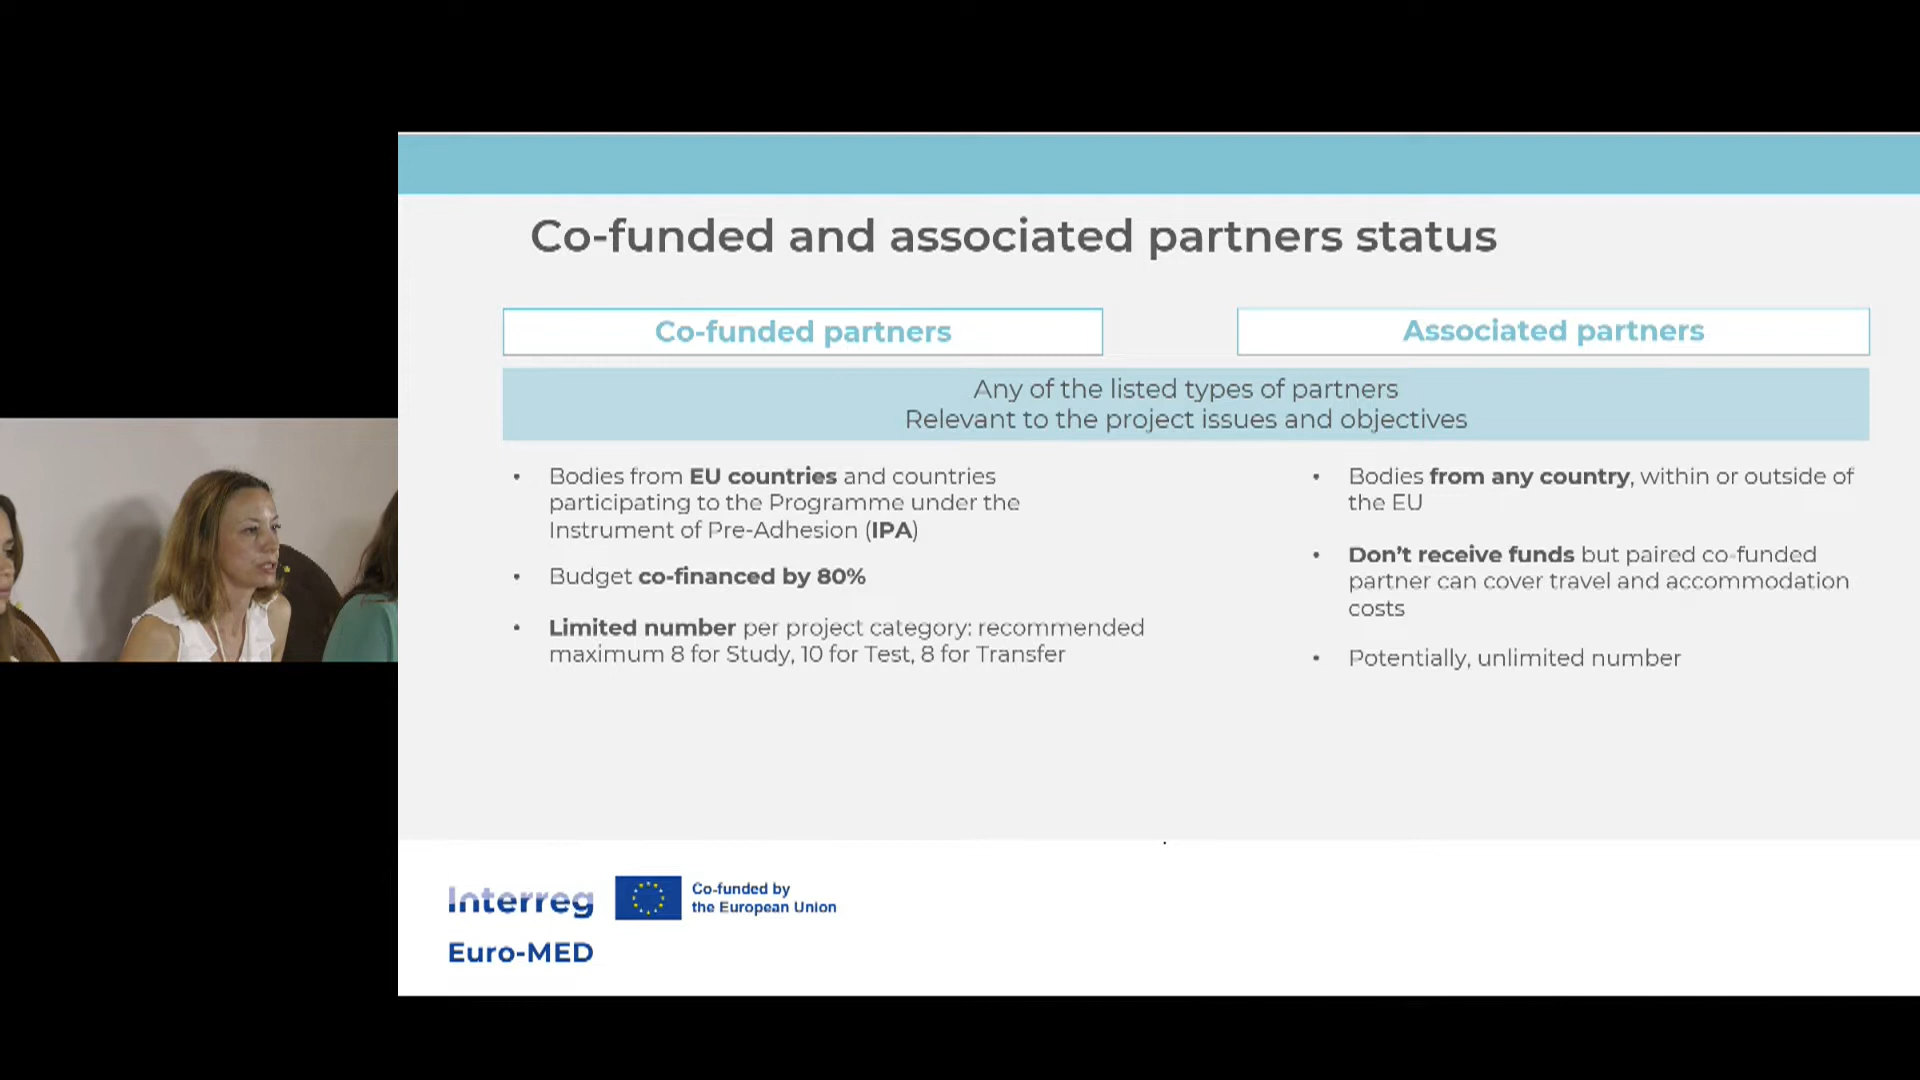 Co-funded and associated partners status
Co-funded partners
Associated partners
Any of the listed types of partners
Relevant to the project issues and objectives
• Bodies from EU countries and countries
participating to the Programme under the
Instrument of Pre-Adhesion (IPA)
• Budget co-financed by 80%
• Limited number per project category: recommended
maximum 8 for Study, 10 for Test, 8 for Transfer
• Bodies from any country, within or outside of
the EU
• Don’t receive funds but paired co-funded
partner can cover travel and accommodation
costs
• Potentially, unlimited number
Interreg
Co-funded by
the European Union
Euro-MED